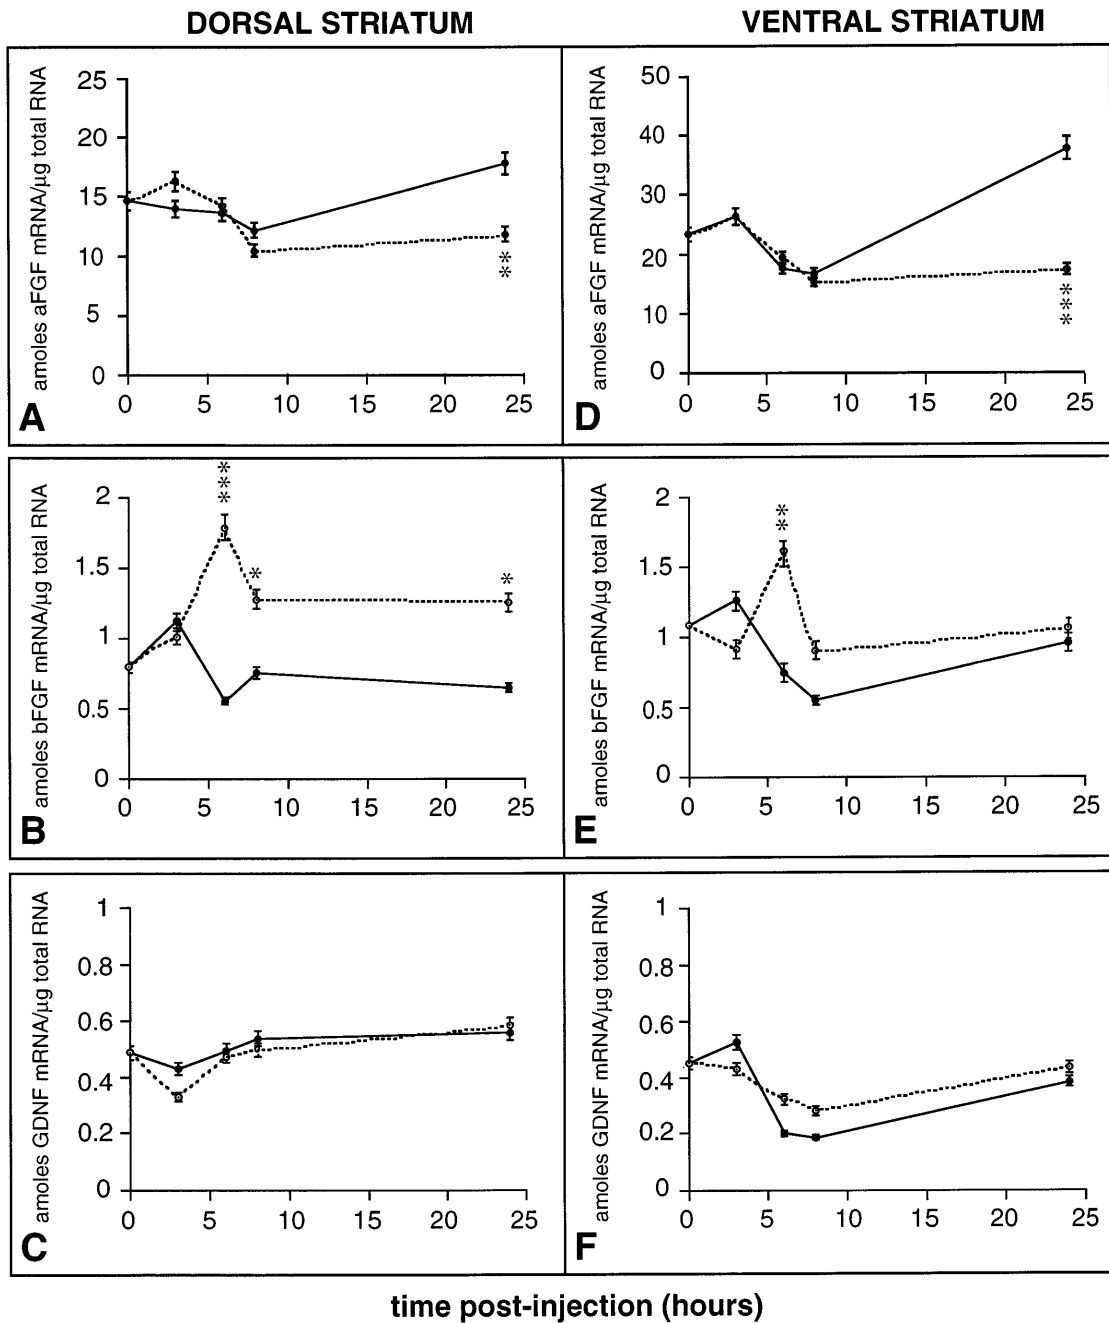 DORSAL STRIATUM
VENTRAL STRIATUM
amoles aFGF mRNA/µg total RNA
25
20
15
10
5
0
0 5 10 15 20 25
**
A
amoles aFGF mRNA/µg total RNA
50
40
30
20
10
0
0 5 10 15 20 25
***
D
amoles bFGF mRNA/µg total RNA
2
1.5
1
0.5
0
0 5 10 15 20 25
***
*
*
B
amoles bFGF mRNA/µg total RNA
2
1.5
1
0.5
0
0 5 10 15 20 25
**
E
amoles GDNF mRNA/µg total RNA
1
0.8
0.6
0.4
0.2
0
0 5 10 15 20 25
C
amoles GDNF mRNA/µg total RNA
1
0.8
0.6
0.4
0.2
0
0 5 10 15 20 25
F
time post-injection (hours)